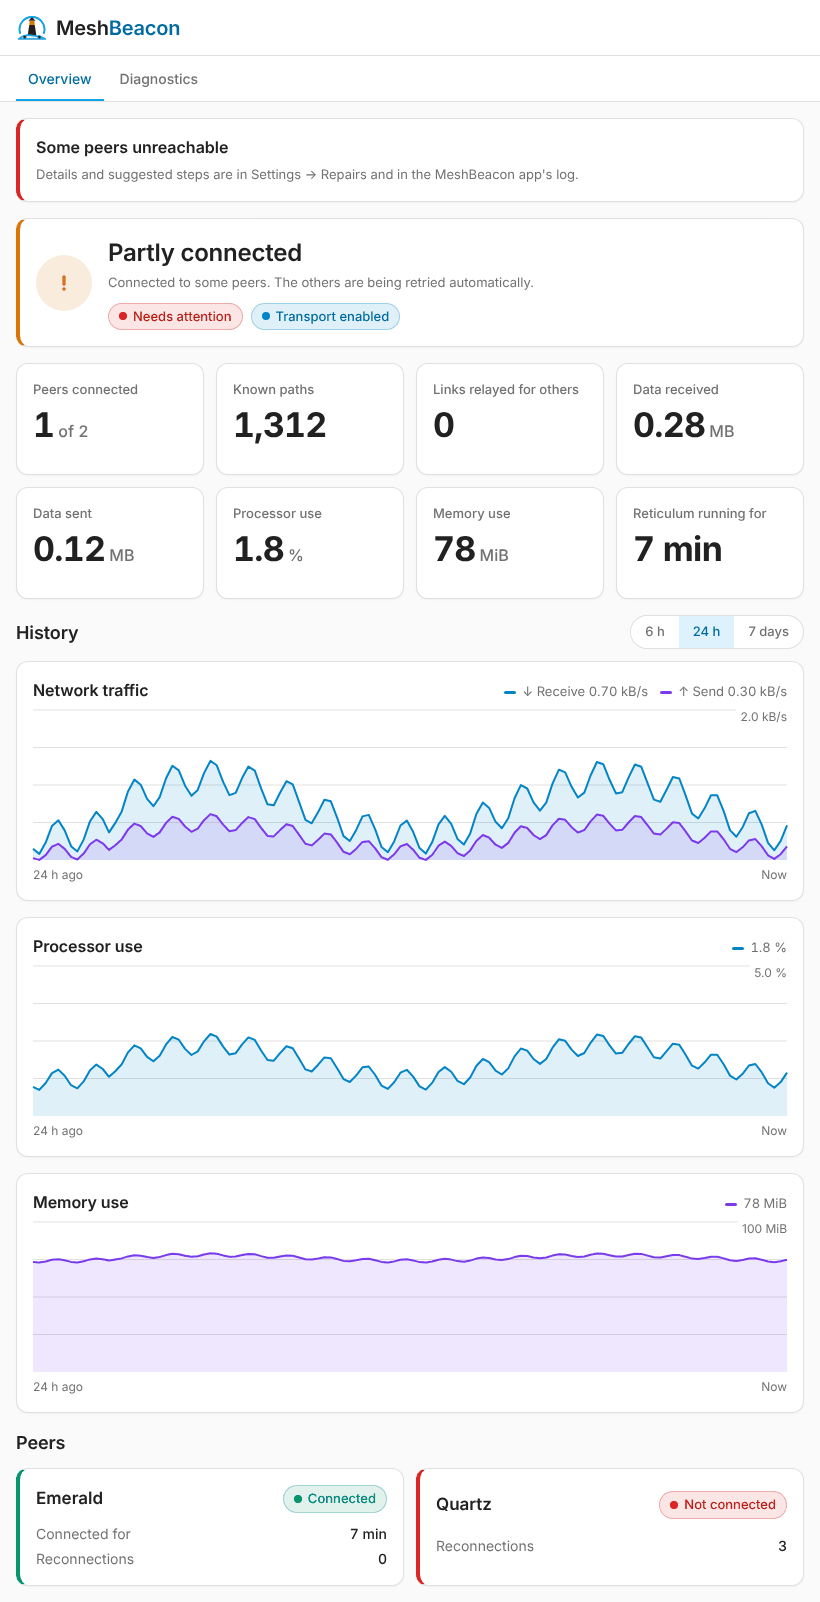 MeshBeacon
Overview
Diagnostics
Some peers unreachable
Details and suggested steps are in Settings → Repairs and in the MeshBeacon app's log.
Partly connected
Connected to some peers. The others are being retried automatically.
Needs attention
Transport enabled
Peers connected
1 of 2
Known paths
1,312
Links relayed for others
0
Data received
0.28 MB
Data sent
0.12 MB
Processor use
1.8 %
Memory use
78 MiB
Reticulum running for
7 min
History
6 h
24 h
7 days
Network traffic
↓ Receive 0.70 kB/s
↑ Send 0.30 kB/s
2.0 kB/s
24 h ago
Now
Processor use
1.8 %
5.0 %
24 h ago
Now
Memory use
78 MiB
100 MiB
24 h ago
Now
Peers
Emerald
Connected
Connected for
7 min
Reconnections
0
Quartz
Not connected
Reconnections
3